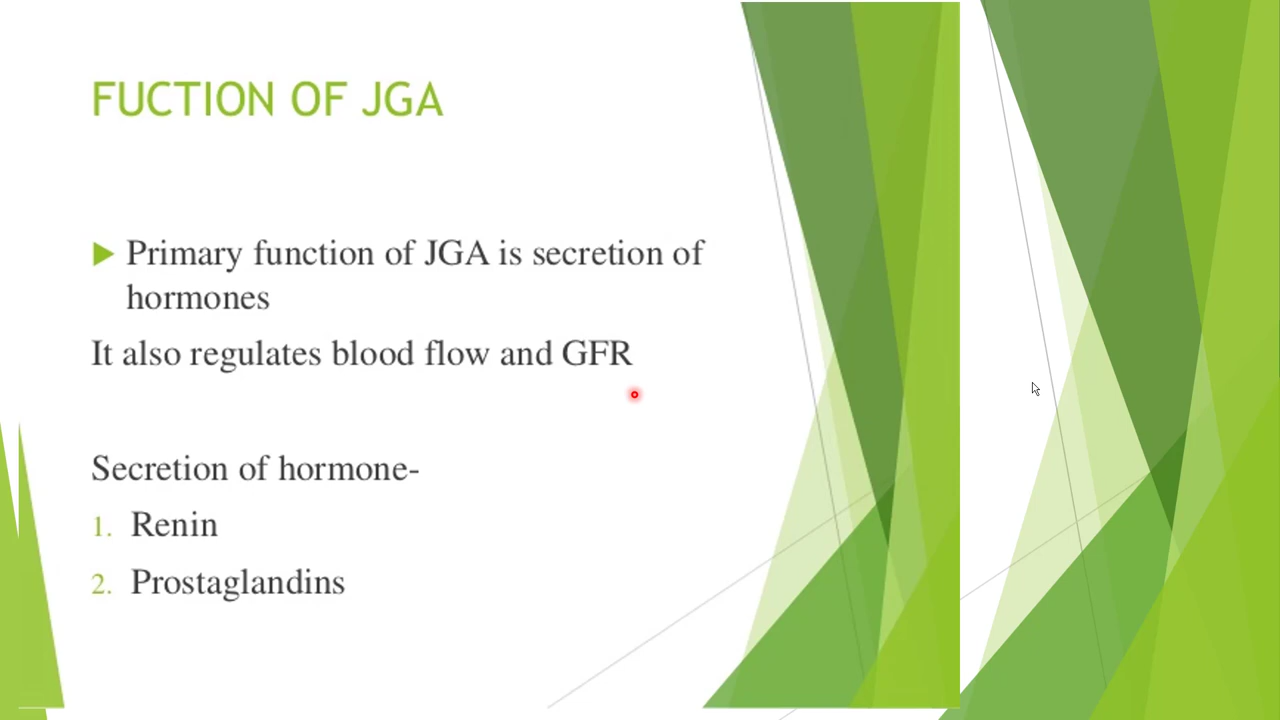 FUCTION OF JGA
Primary function of JGA is secretion of
hormones
It also regulates blood flow and GFR
Secretion of hormone-
1. Renin
2. Prostaglandins